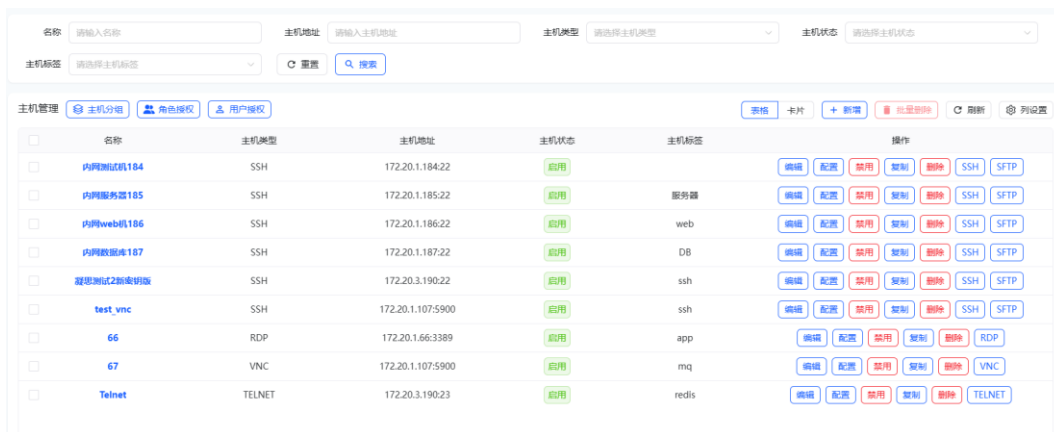 名称 请输入名称 主机地址 请输入主机地址 主机类型 请选择主机类型 主机状态 请选择主机状态
主机标签 请选择主机标签 重置 搜索
主机管理 主机分组 角色授权 用户授权 表格 卡片 + 新增 批量删除 刷新 列设置
名称 主机类型 主机地址 主机状态 主机标签 操作
内网测试机184 SSH 172.20.1.184:22 启用 编辑 配置 禁用 复制 删除 SSH SFTP
内网服务器185 SSH 172.20.1.185:22 启用 服务器 编辑 配置 禁用 复制 删除 SSH SFTP
内网web机186 SSH 172.20.1.186:22 启用 web 编辑 配置 禁用 复制 删除 SSH SFTP
内网数据库187 SSH 172.20.1.187:22 启用 DB 编辑 配置 禁用 复制 删除 SSH SFTP
凝思测试2新密钥版 SSH 172.20.3.190:22 启用 ssh 编辑 配置 禁用 复制 删除 SSH SFTP
test_vnc SSH 172.20.1.107:5900 启用 ssh 编辑 配置 禁用 复制 删除 SSH SFTP
66 RDP 172.20.1.66:3389 启用 app 编辑 配置 禁用 复制 删除 RDP
67 VNC 172.20.1.107:5900 启用 mq 编辑 配置 禁用 复制 删除 VNC
Telnet TELNET 172.20.3.190:23 启用 redis 编辑 配置 禁用 复制 删除 TELNET